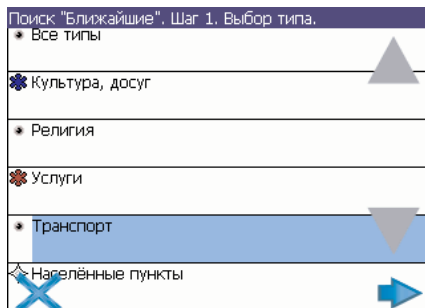 Поиск "Ближайшие". Шаг 1. Выбор типа.
Все типы
Культура, досуг
Религия
Услуги
Транспорт
Населённые пункты